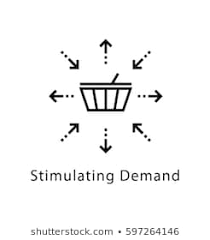 Stimulating Demand
shutterstock.com • 597264146